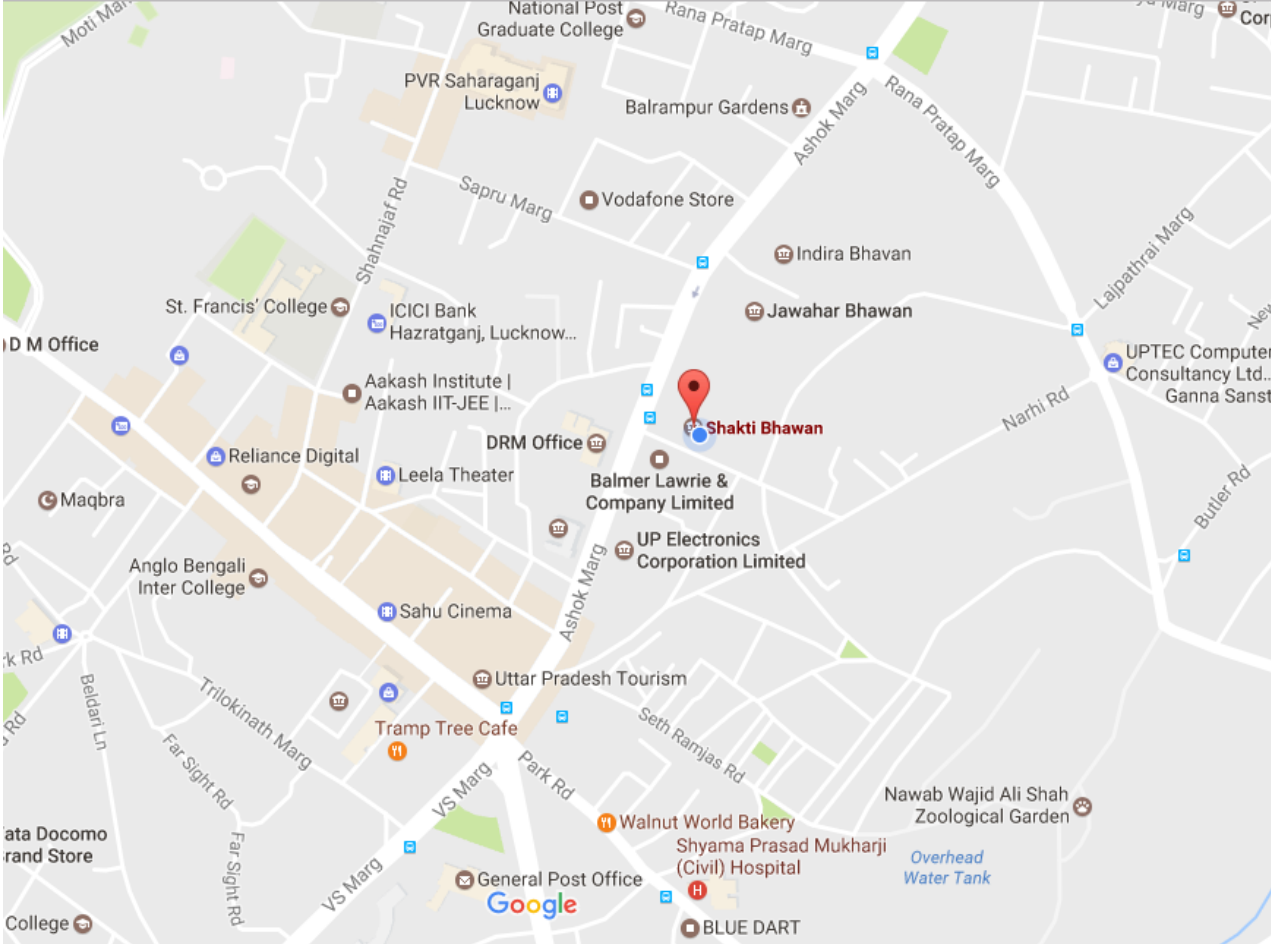 Moti Mar
National Post
Graduate College
Rana Pratap Marg
Marg
Cor
PVR Saharaganj
Lucknow
Balrampur Gardens
Ashok Marg
Rana Pratap Marg
Shahnajaf Rd
Sapru Marg
Vodafone Store
Lajpathrai Marg
Indira Bhavan
St. Francis' College
ICICI Bank
Hazratganj, Lucknow...
Jawahar Bhawan
New
D M Office
UPTEC Computer
Consultancy Ltd..
Ganna Sanst
Aakash Institute |
Aakash IIT-JEE |...
Narhi Rd
Shakti Bhawan
DRM Office
Reliance Digital
Leela Theater
Balmer Lawrie &
Company Limited
Maqbra
Butler Rd
UP Electronics
Corporation Limited
Rd
Anglo Bengali
Inter College
Ashok Marg
Sahu Cinema
rk Rd
Uttar Pradesh Tourism
Beldari Ln
Trilokinath Marg
Tramp Tree Cafe
Seth Ramjas Rd
Rd
Far Sight Rd
VS Marg
Park Rd
Nawab Wajid Ali Shah
Zoological Garden
Walnut World Bakery
Shyama Prasad Mukharji
(Civil) Hospital
ata Docomo
rand Store
Far Sight Rd
Overhead
Water Tank
VS Marg
General Post Office
Google
College
BLUE DART